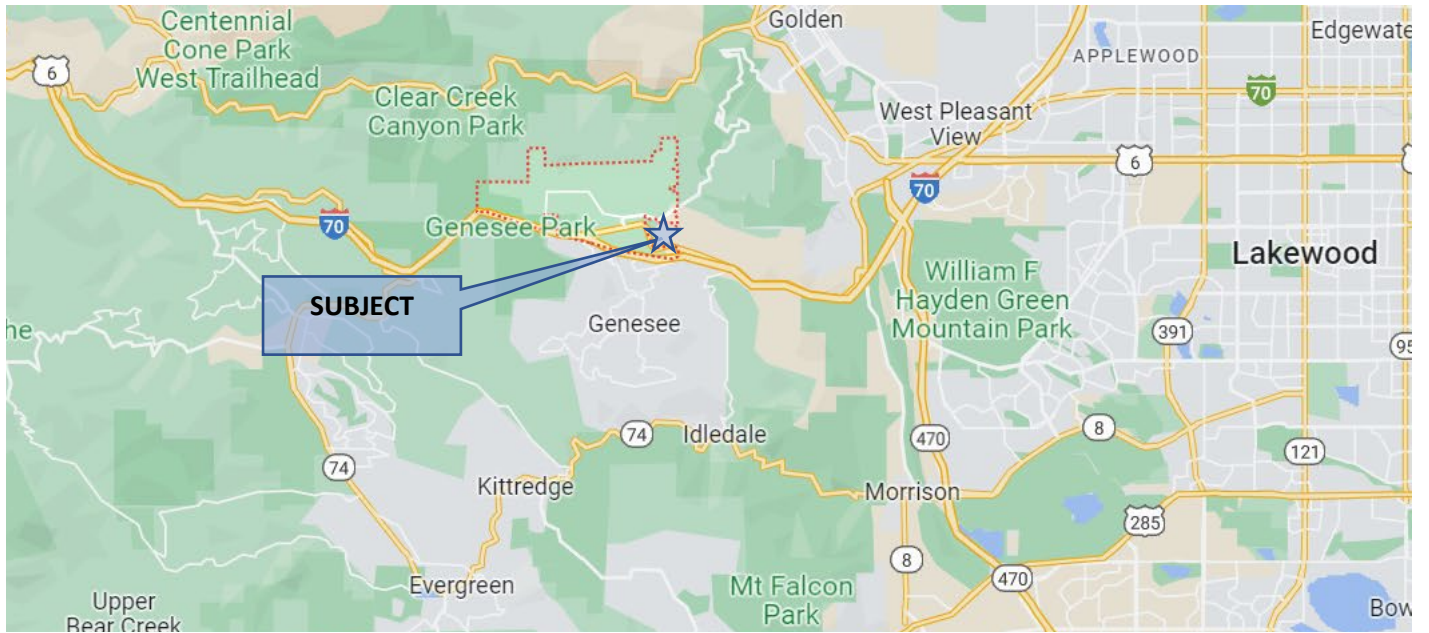 Centennial
Cone Park
West Trailhead
Golden
Edgewate
APPLEWOOD
6
Clear Creek
Canyon Park
70
West Pleasant
View
6
70
70
Genesee Park
Lakewood
SUBJECT
William F
Hayden Green
Mountain Park
he
Genesee
391
95
74
Idledale
470
8
121
74
Kittredge
Morrison
285
8
Evergreen
470
Mt Falcon
Park
Upper
Bear Creek
Bow